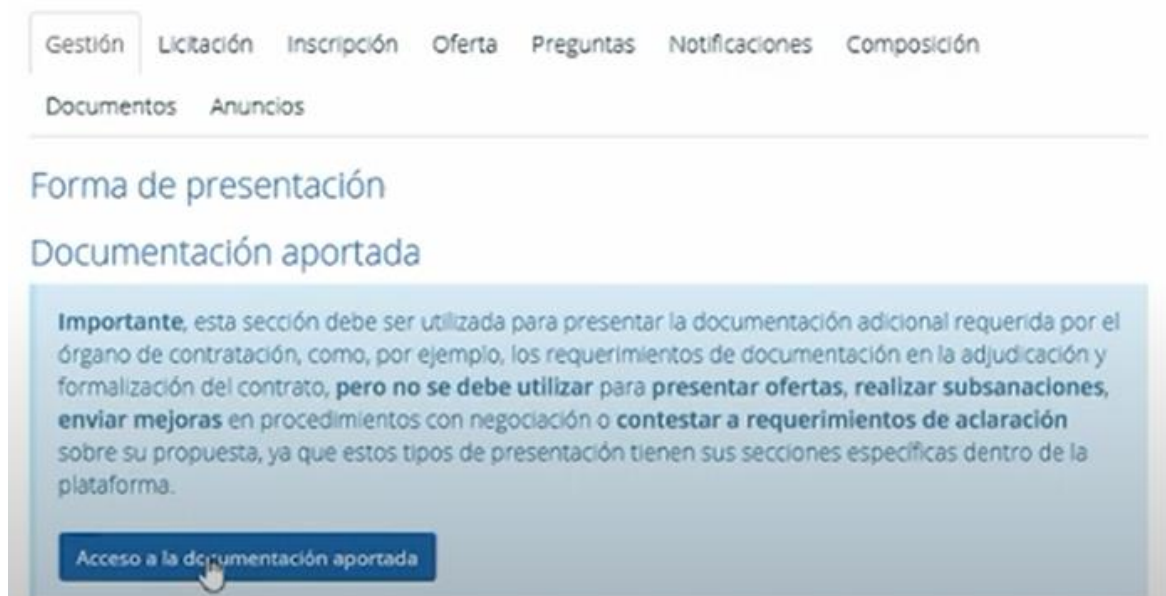 Gestión Licitación Inscripción Oferta Preguntas Notificaciones Composición
Documentos Anuncios
Forma de presentación
Documentación aportada
Importante, esta sección debe ser utilizada para presentar la documentación adicional requerida por el
órgano de contratación, como, por ejemplo, los requerimientos de documentación en la adjudicación y
formalización del contrato, pero no se debe utilizar para presentar ofertas, realizar subsanaciones,
enviar mejoras en procedimientos con negociación o contestar a requerimientos de aclaración
sobre su propuesta, ya que estos tipos de presentación tienen sus secciones específicas dentro de la
plataforma.
Acceso a la documentación aportada